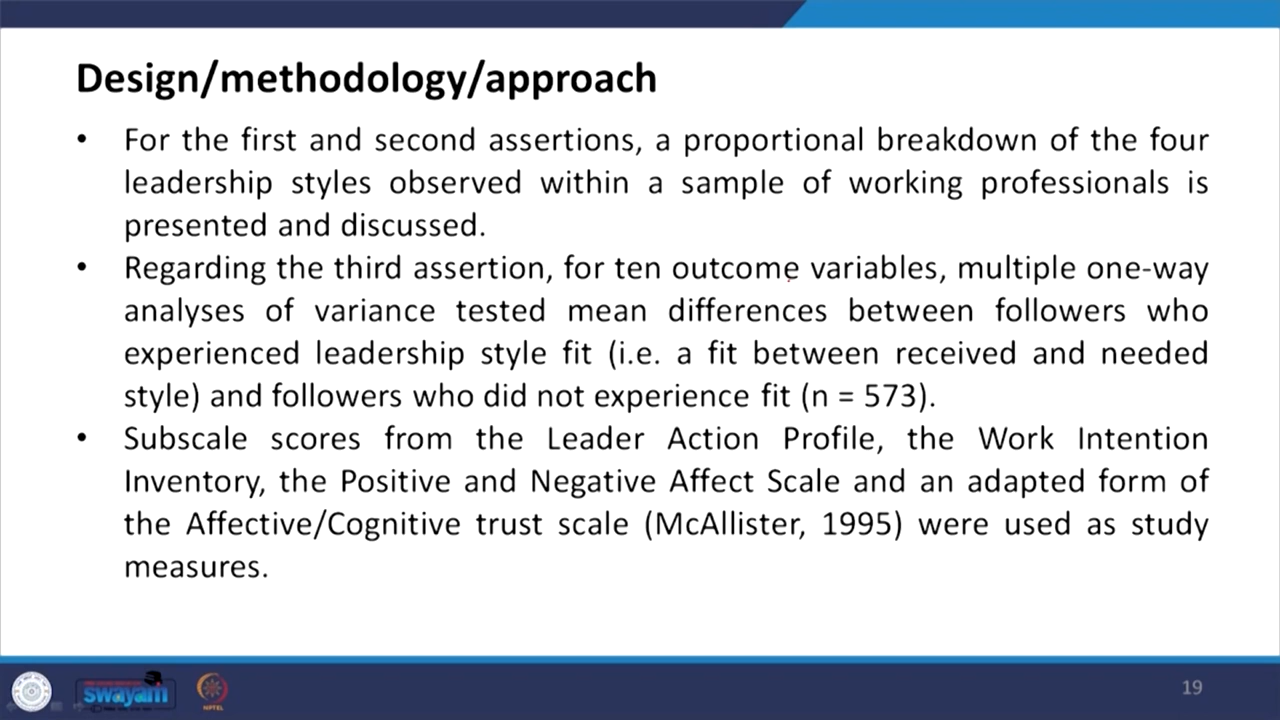 Design/methodology/approach
• For the first and second assertions, a proportional breakdown of the four
leadership styles observed within a sample of working professionals is
presented and discussed.
• Regarding the third assertion, for ten outcome variables, multiple one-way
analyses of variance tested mean differences between followers who
experienced leadership style fit (i.e. a fit between received and needed
style) and followers who did not experience fit (n = 573).
• Subscale scores from the Leader Action Profile, the Work Intention
Inventory, the Positive and Negative Affect Scale and an adapted form of
the Affective/Cognitive trust scale (McAllister, 1995) were used as study
measures.
swayam
NPTEL
19